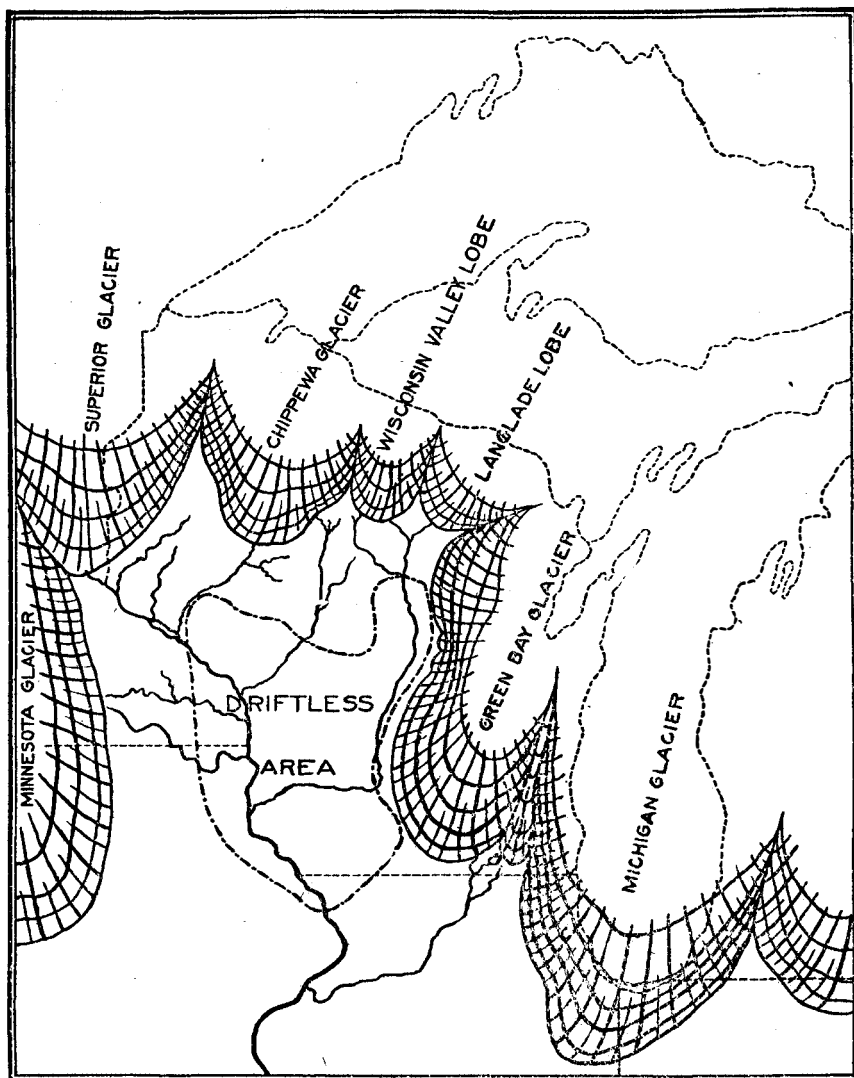 SUPERIOR GLACIER
CHIPPEWA GLACIER
WISCONSIN VALLEY LOBE
LANGLADE LOBE
GREEN BAY GLACIER
MINNESOTA GLACIER
DRIFTLESS
AREA
MICHIGAN GLACIER